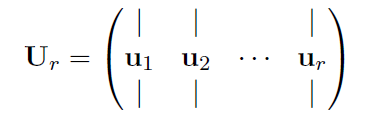 | | |
U_r = ( u_1 u_2 ⋯ u_r )
| | |